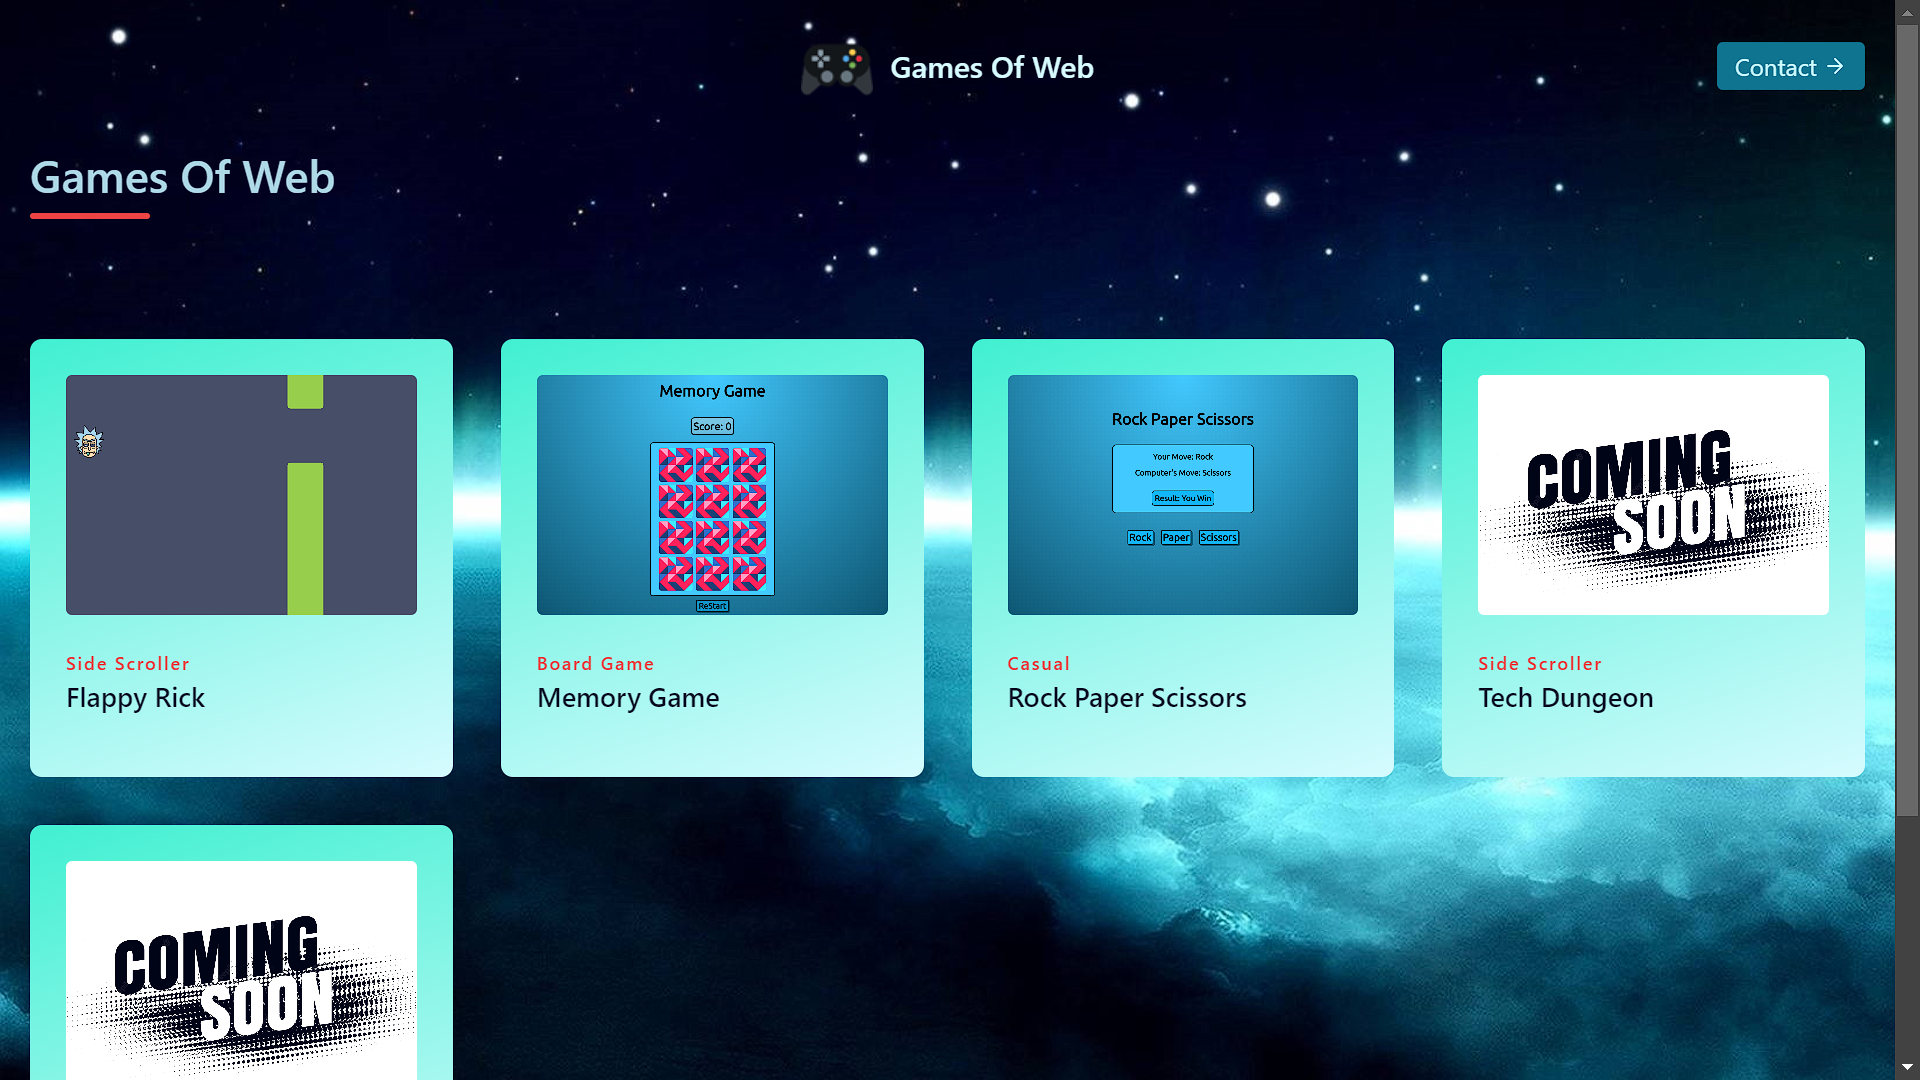 Games Of Web
Contact
Games Of Web
Memory Game
Score: 0
ReStart
Rock Paper Scissors
Your Move: Rock
Computer's Move: Scissors
Result: You Win
Rock Paper Scissors
COMING
SOON
Side Scroller
Flappy Rick
Board Game
Memory Game
Casual
Rock Paper Scissors
Side Scroller
Tech Dungeon
COMING
SOON